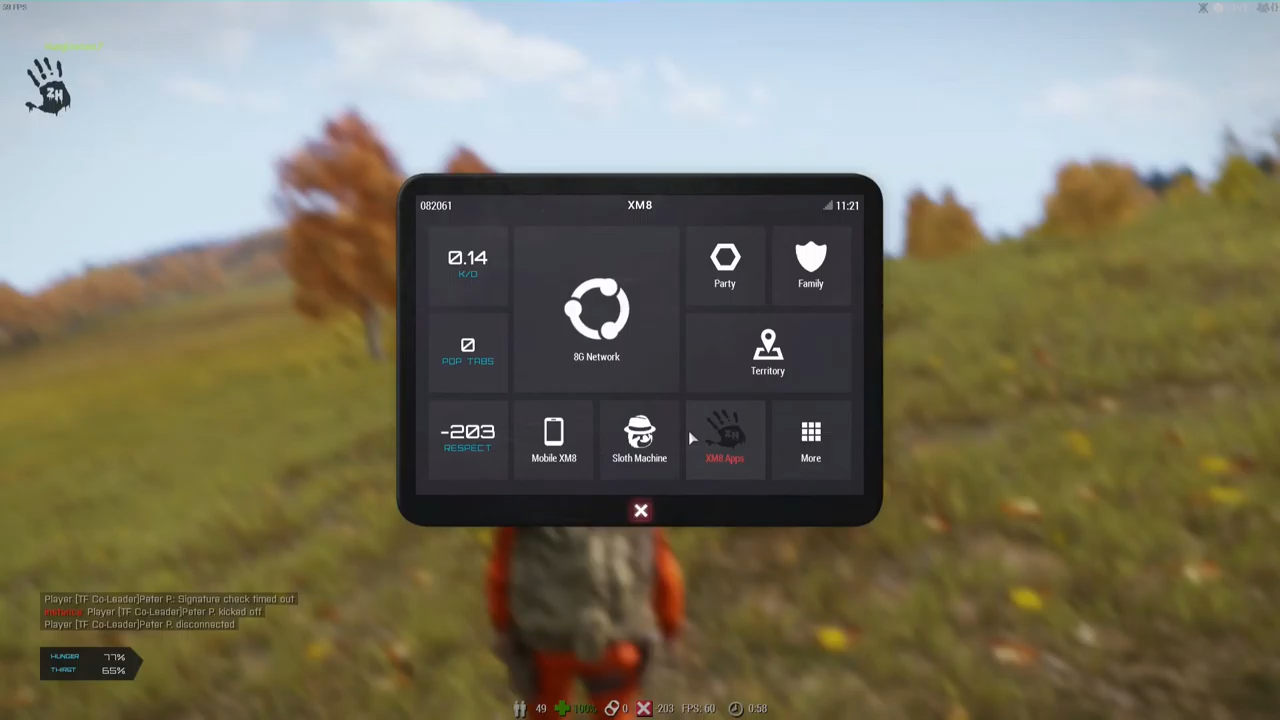 FPS
ZH
082061
XM8
11:21
0.14
K/D
8G Network
Party
Family
0
POP TABS
Territory
-203
RESPECT
Mobile XM8
Sloth Machine
ZH
XM8 Apps
More
Player [TF Co-Leader]Peter P.: Signature check timed out
Player [TF Co-Leader]Peter P. kicked off
Player [TF Co-Leader]Peter P. disconnected
HUNGER 77%
THIRST 65%
49 100% 0 203 FPS: 60 0:58